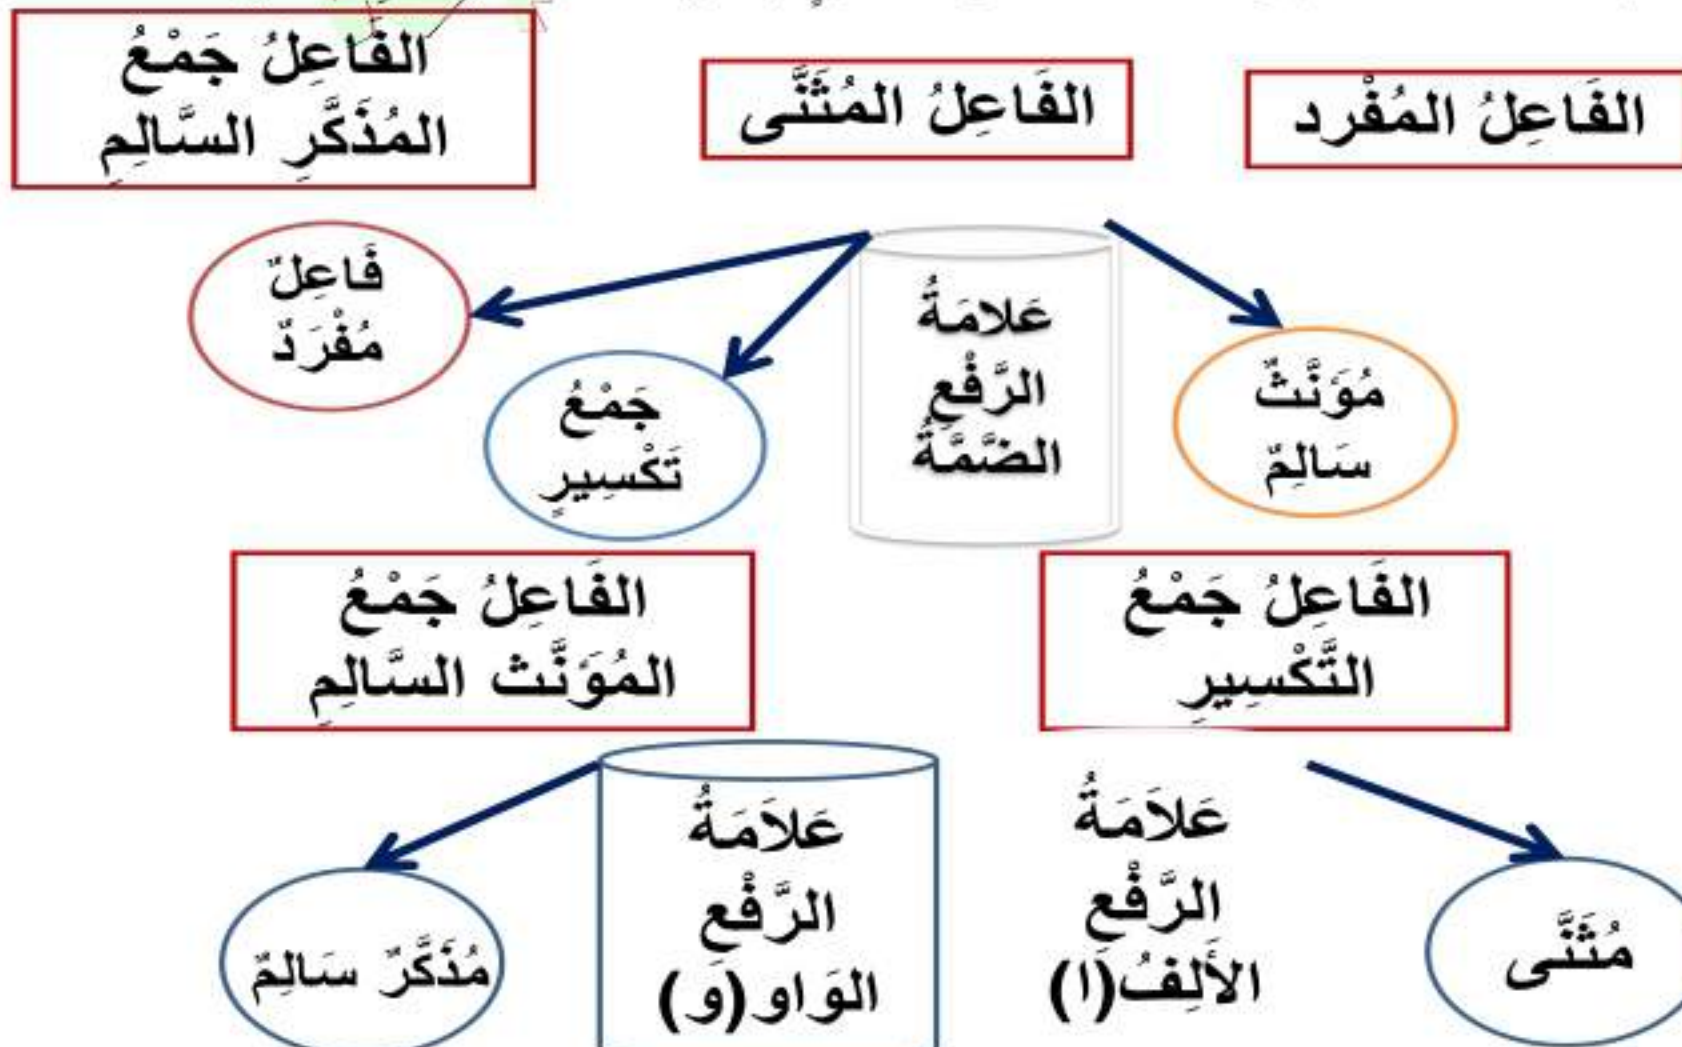 الفَاعِلُ المُفْرد
الفَاعِلُ المُثَنَّى
الفَاعِلُ جَمْعُ
المُذَكَّرِ السَّالِمِ
مُؤَنَّثٌ
سَالِمٌ
عَلامَةُ
الرَّفْعِ
الضَّمَّةُ
جَمْعُ
تَكْسِيرٍ
فَاعِلٌ
مُفْرَدٌ
الفَاعِلُ جَمْعُ
التَّكْسِيرِ
الفَاعِلُ جَمْعُ
المُؤَنَّث السَّالِمِ
مُثَنَّى
عَلاَمَةُ
الرَّفْعِ
الأَلِفُ(ا)
عَلاَمَةُ
الرَّفْعِ
الوَاو(و)
مُذَكَّرٌ سَالِمٌ